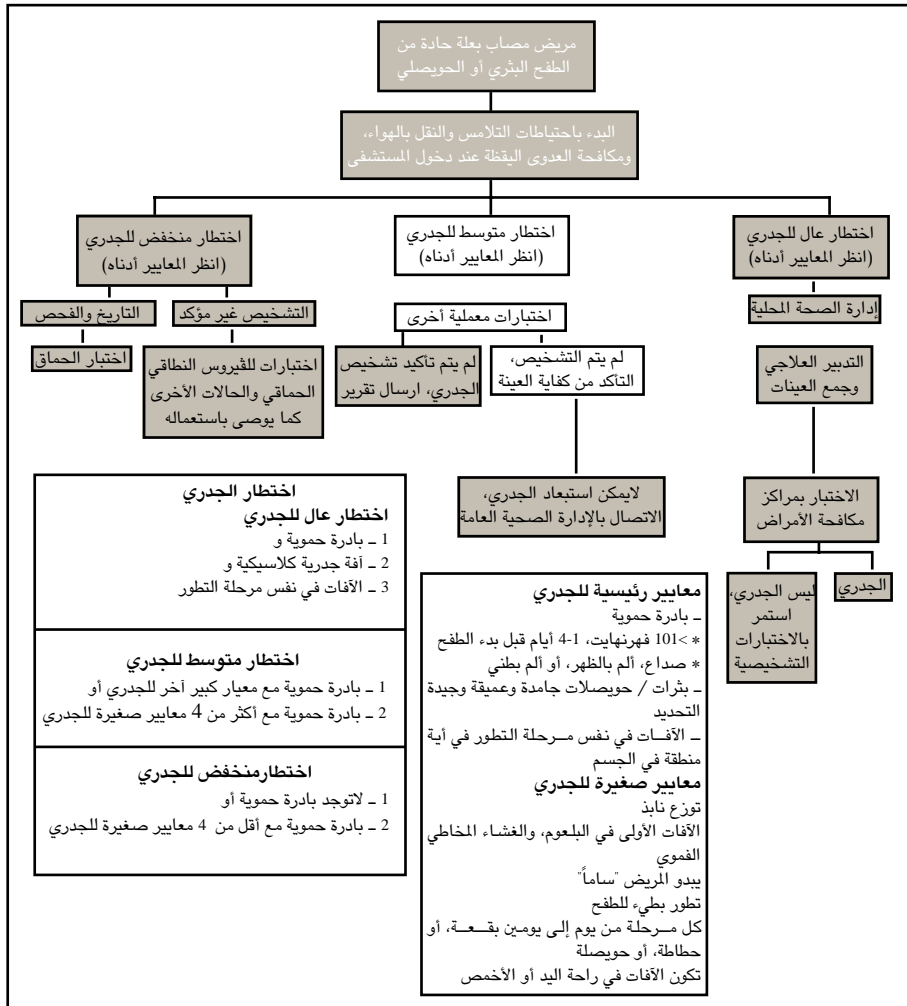 مريض مصاب بعلة حادة من
الطفح البثري أو الحويصلي
البدء باحتياطات التلامس والنقل بالهواء،
ومكافحة العدوى اليقظة عند دخول المستشفى
اختطار عال للجدري
(انظر المعايير أدناه)
إدارة الصحة المحلية
التدبير العلاجي
وجمع العينات
الاختبار بمراكز
مكافحة الأمراض
الجدري
ليس الجدري،
استمر
بالاختبارات
التشخيصية
اختطار متوسط للجدري
(انظر المعايير أدناه)
اختبارات معملية أخرى
لم يتم التشخيص،
التأكد من كفاية العينة
لم يتم تأكيد تشخيص
الجدري، ارسال تقرير
لايمكن استبعاد الجدري،
الاتصال بالإدارة الصحية العامة
اختطار منخفض للجدري
(انظر المعايير أدناه)
التشخيص غير مؤكد
التاريخ والفحص
اختبارات للڤيروس النطاقي
الحماقي والحالات الأخرى
كما يوصى باستعماله
اختبار الحماق
معايير رئيسية للجدري
ـ بادرة حموية
* >101 فهرنهايت، 1-4 أيام قبل بدء الطفح
* صداع، ألم بالظهر، أو ألم بطني
ـ بثرات / حويصلات جامدة وعميقة وجيدة
التحديد
ـ الآفات في نفس مرحلة التطور في أية
منطقة في الجسم
معايير صغيرة للجدري
توزع نابذ
الآفات الأولى في البلعوم، والغشاء المخاطي
الفموي
يبدو المريض "ساماً"
تطور بطيء للطفح
كل مرحلة من يوم إلى يومين بقعة، أو
حطاطة، أو حويصلة
تكون الآفات في راحة اليد أو الأخمص
اختطار الجدري
اختطار عال للجدري
1 ـ بادرة حموية و
2 ـ آفة جدرية كلاسيكية و
3 ـ الآفات في نفس مرحلة التطور
اختطار متوسط للجدري
1 ـ بادرة حموية مع معيار كبير آخر للجدري أو
2 ـ بادرة حموية مع أكثر من 4 معايير صغيرة للجدري
اختطارمنخفض للجدري
1 ـ لاتوجد بادرة حموية أو
2 ـ بادرة حموية مع أقل من 4 معايير صغيرة للجدري